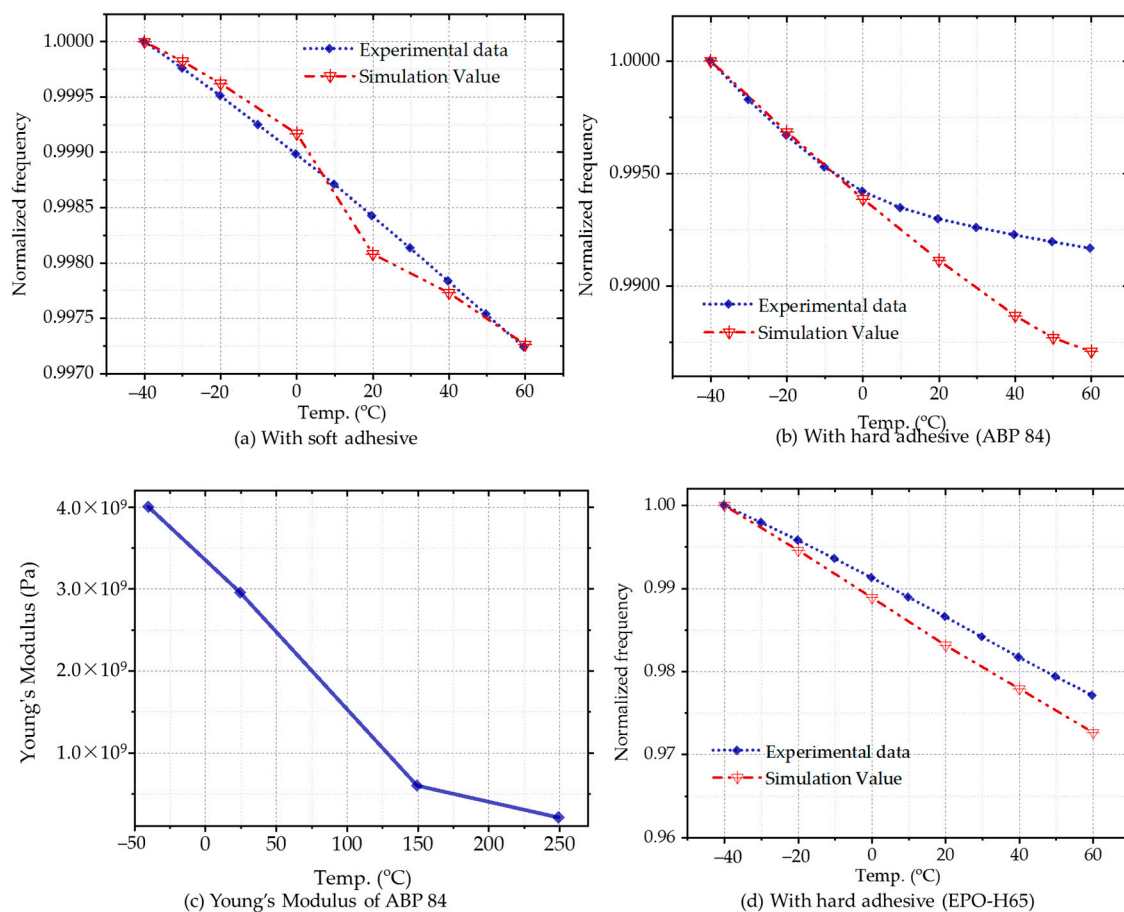 1.0000
0.9995
0.9990
0.9985
0.9980
0.9975
0.9970
Normalized frequency
Experimental data
Simulation Value
−40
−20
0
20
40
60
Temp. (ºC)
(a) With soft adhesive
1.0000
0.9950
0.9900
Normalized frequency
Experimental data
Simulation Value
−40
−20
0
20
40
60
Temp. (ºC)
(b) With hard adhesive (ABP 84)
4.0×10⁹
3.0×10⁹
2.0×10⁹
1.0×10⁹
Young's Modulus (Pa)
−50
0
50
100
150
200
250
Temp. (ºC)
(c) Young's Modulus of ABP 84
1.00
0.99
0.98
0.97
0.96
Normalized frequency
Experimental data
Simulation Value
−40
−20
0
20
40
60
Temp. (ºC)
(d) With hard adhesive (EPO-H65)